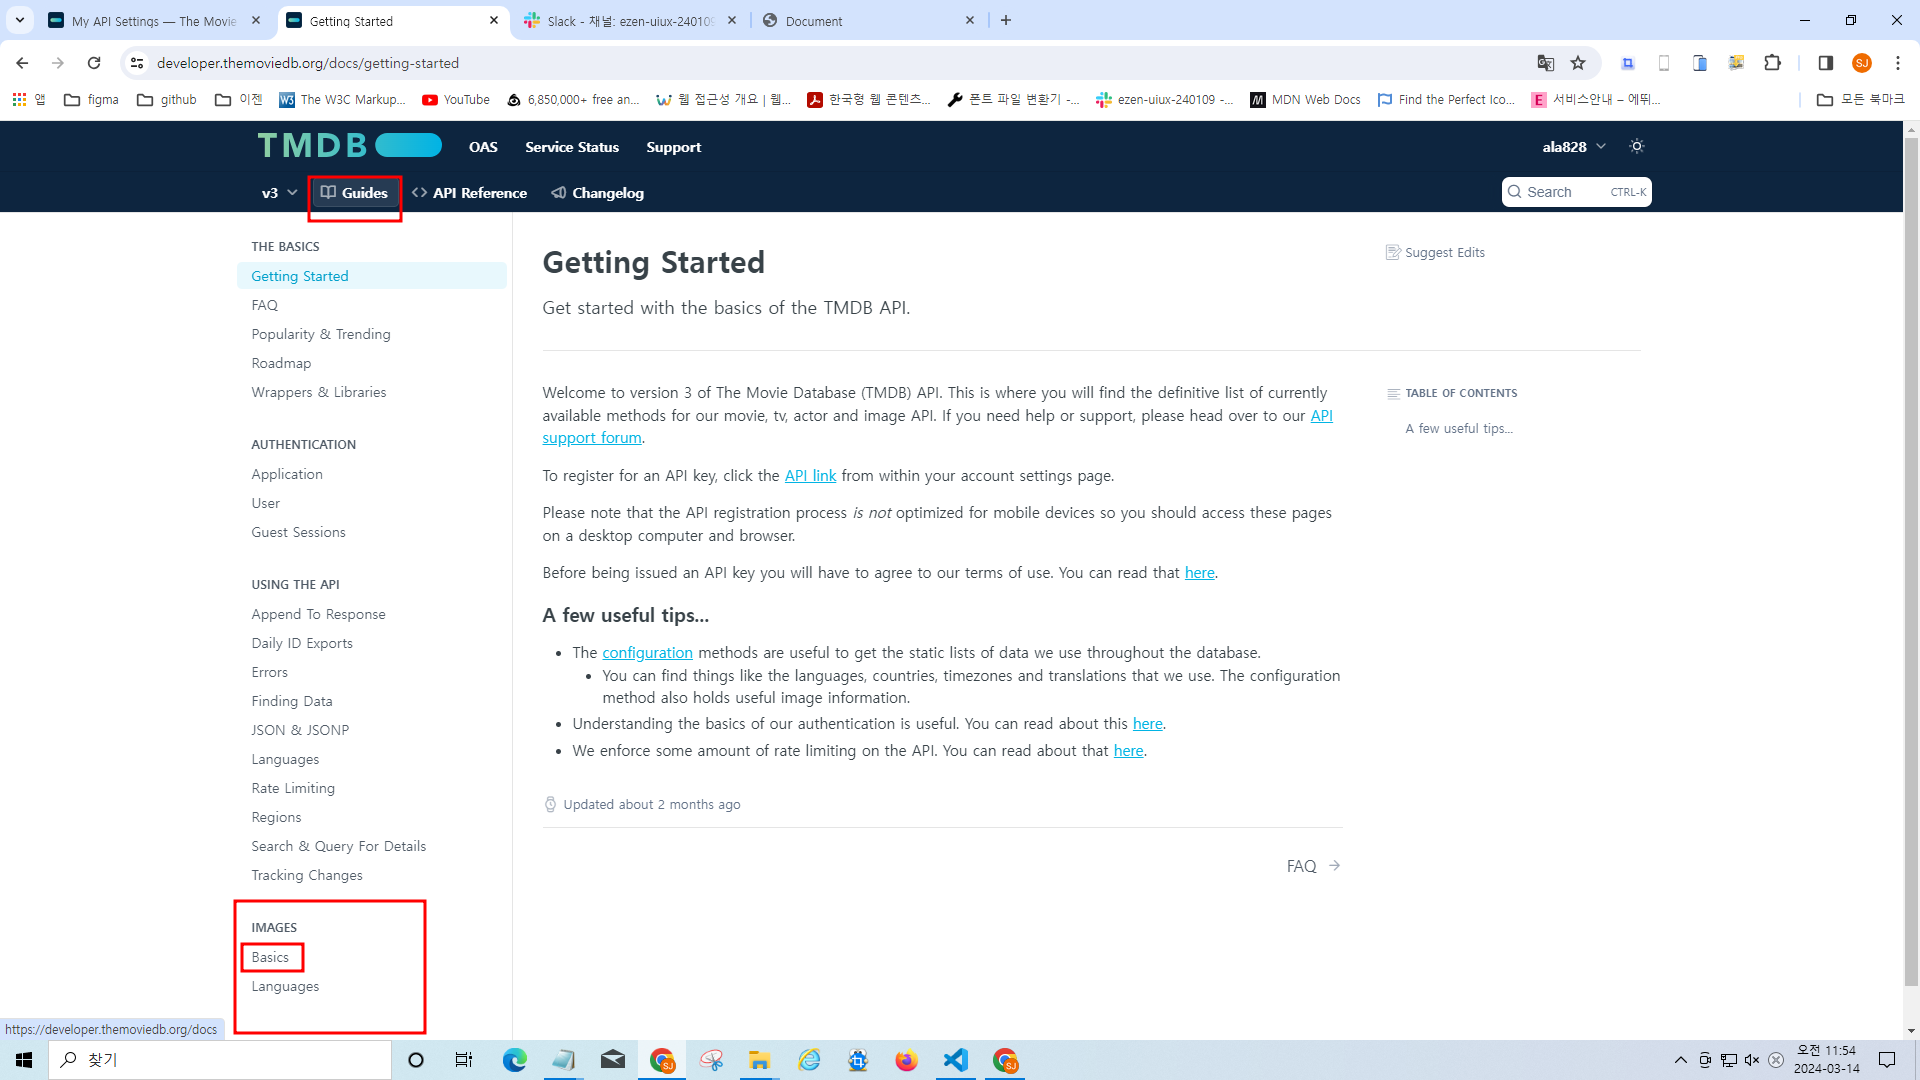 My API Settings — The Movie
Getting Started
Slack - 채널: ezen-uiux-240109
Document
developer.themoviedb.org/docs/getting-started
앱
figma
github
이젠
The W3C Markup...
YouTube
6,850,000+ free an...
웹 접근성 개요 | 웹...
한국형 웹 콘텐츠...
폰트 파일 변환기 -...
ezen-uiux-240109 -...
MDN Web Docs
Find the Perfect Ico...
서비스안내 – 에뛰...
모든 북마크
TMDB
OAS
Service Status
Support
ala828
v3
Guides
API Reference
Changelog
Search
CTRL-K
THE BASICS
Getting Started
FAQ
Popularity & Trending
Roadmap
Wrappers & Libraries
AUTHENTICATION
Application
User
Guest Sessions
USING THE API
Append To Response
Daily ID Exports
Errors
Finding Data
JSON & JSONP
Languages
Rate Limiting
Regions
Search & Query For Details
Tracking Changes
IMAGES
Basics
Languages
https://developer.themoviedb.org/docs
Getting Started
Get started with the basics of the TMDB API.
Suggest Edits
Welcome to version 3 of The Movie Database (TMDB) API. This is where you will find the definitive list of currently
available methods for our movie, tv, actor and image API. If you need help or support, please head over to our API
support forum.
To register for an API key, click the API link from within your account settings page.
Please note that the API registration process is not optimized for mobile devices so you should access these pages
on a desktop computer and browser.
Before being issued an API key you will have to agree to our terms of use. You can read that here.
A few useful tips...
The configuration methods are useful to get the static lists of data we use throughout the database.
You can find things like the languages, countries, timezones and translations that we use. The configuration
method also holds useful image information.
Understanding the basics of our authentication is useful. You can read about this here.
We enforce some amount of rate limiting on the API. You can read about that here.
Updated about 2 months ago
FAQ
TABLE OF CONTENTS
A few useful tips...
찾기
오전 11:54
2024-03-14